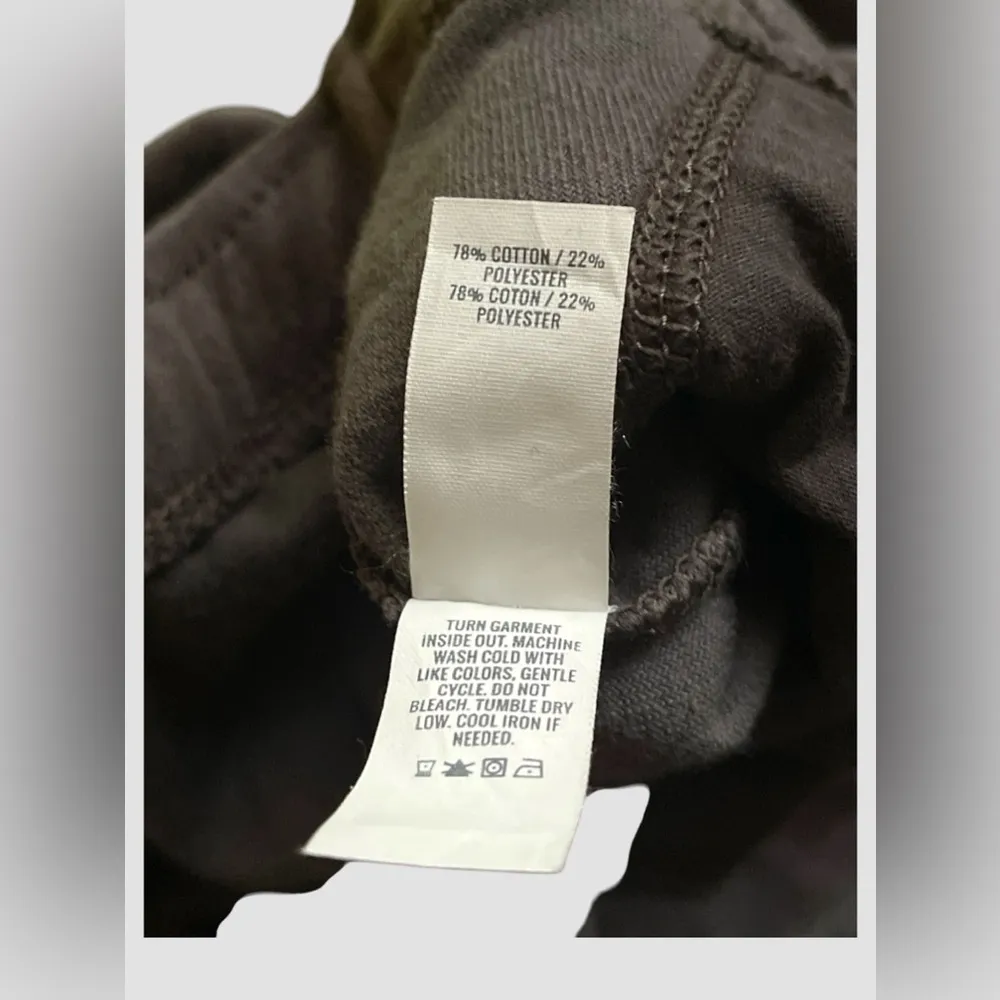 78% COTTON / 22%
POLYESTER
78% COTON / 22%
POLYESTER
TURN GARMENT
INSIDE OUT. MACHINE
WASH COLD WITH
LIKE COLORS, GENTLE
CYCLE. DO NOT
BLEACH. TUMBLE DRY
LOW. COOL IRON IF
NEEDED.